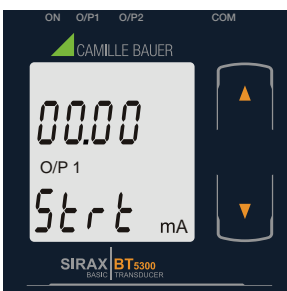 ON O/P1 O/P2 COM
CAMILLE BAUER
00.00
O/P 1
Strt mA
SIRAX BT5300
BASIC TRANSDUCER